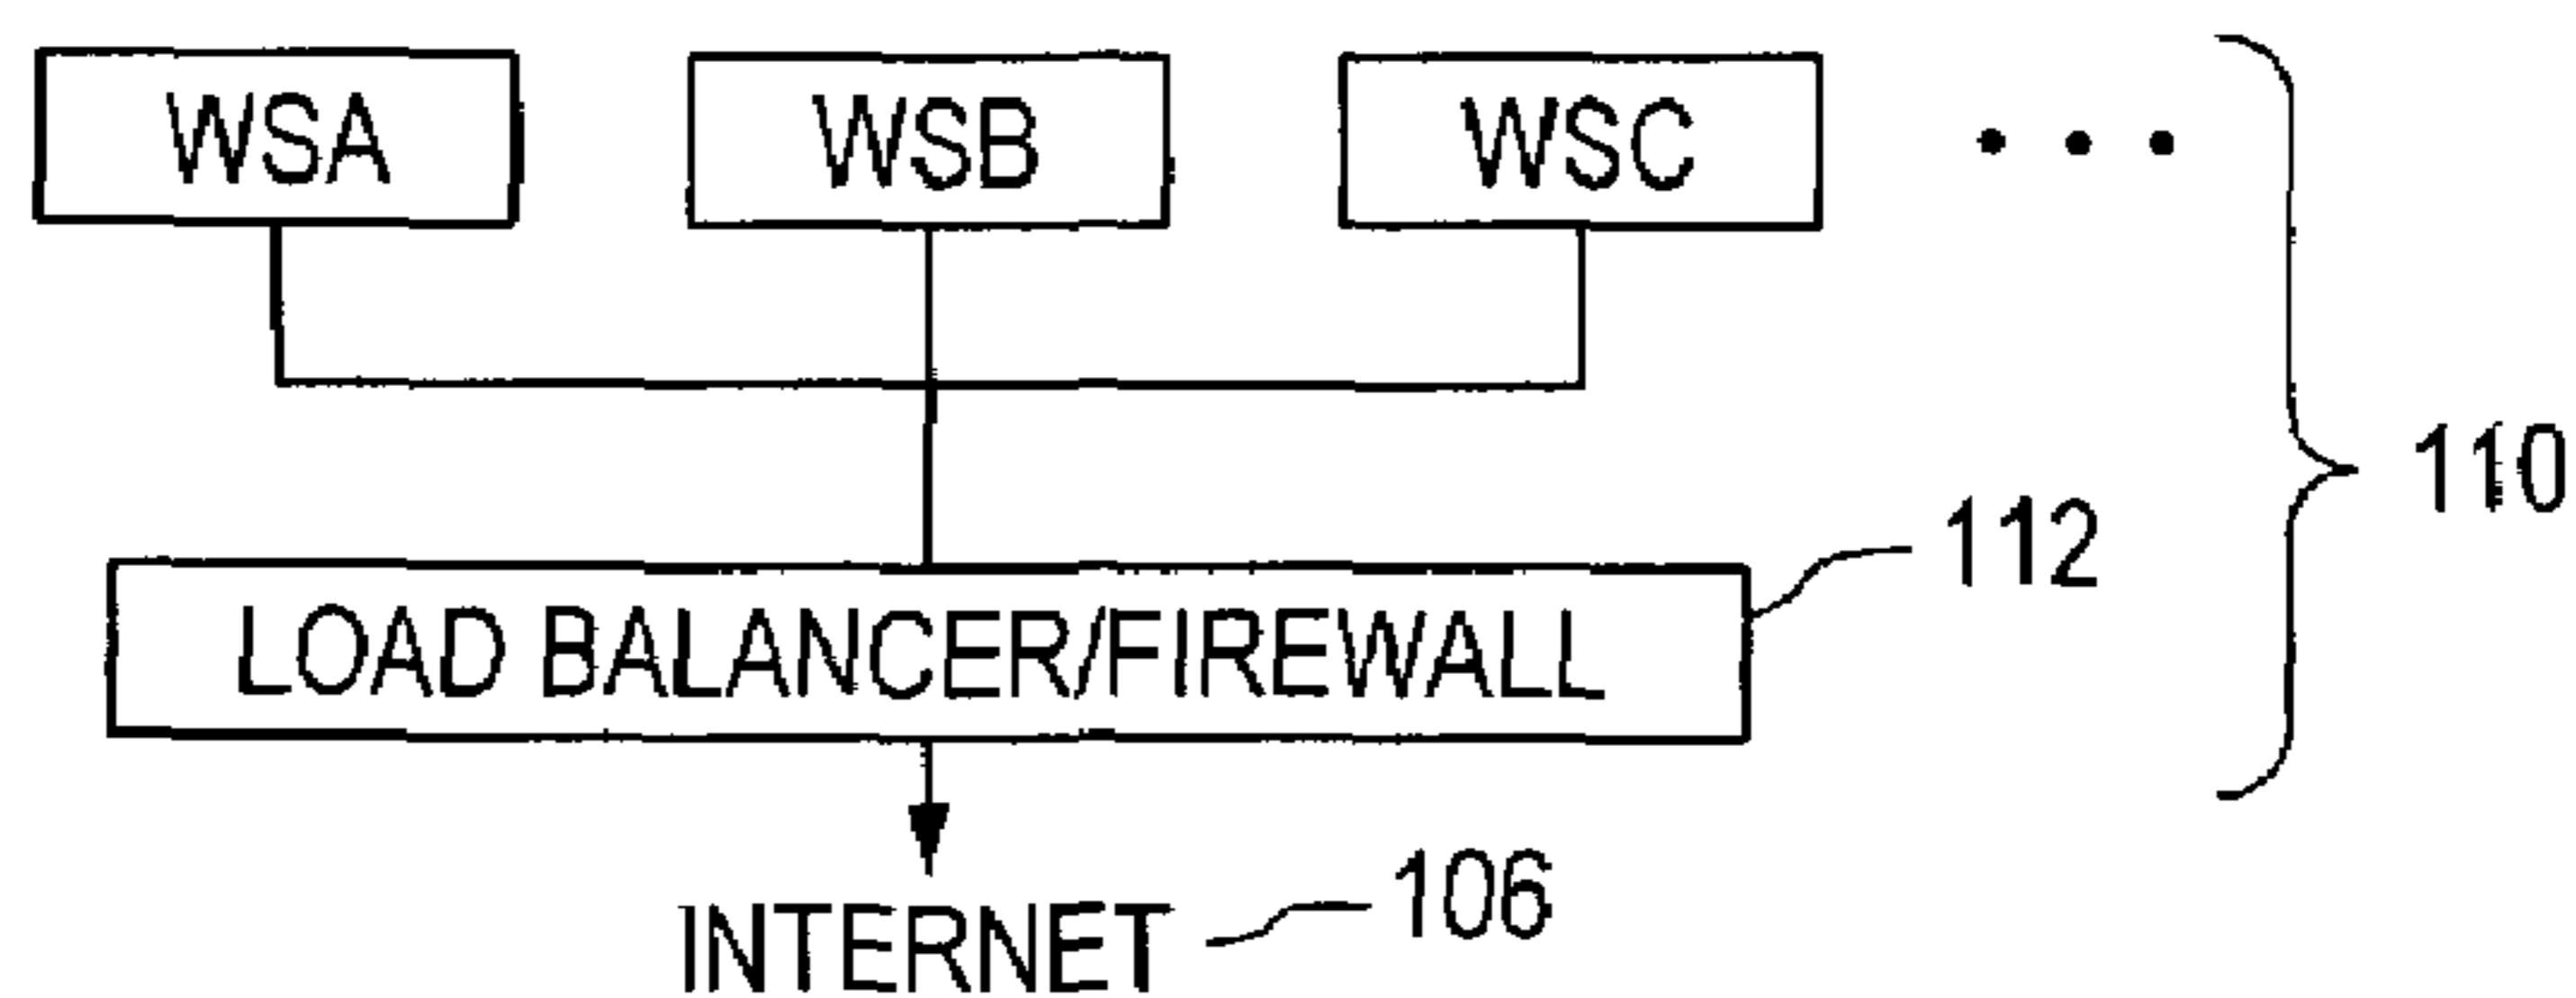 WSA WSB WSC • • •
110
112
LOAD BALANCER/FIREWALL
106
INTERNET